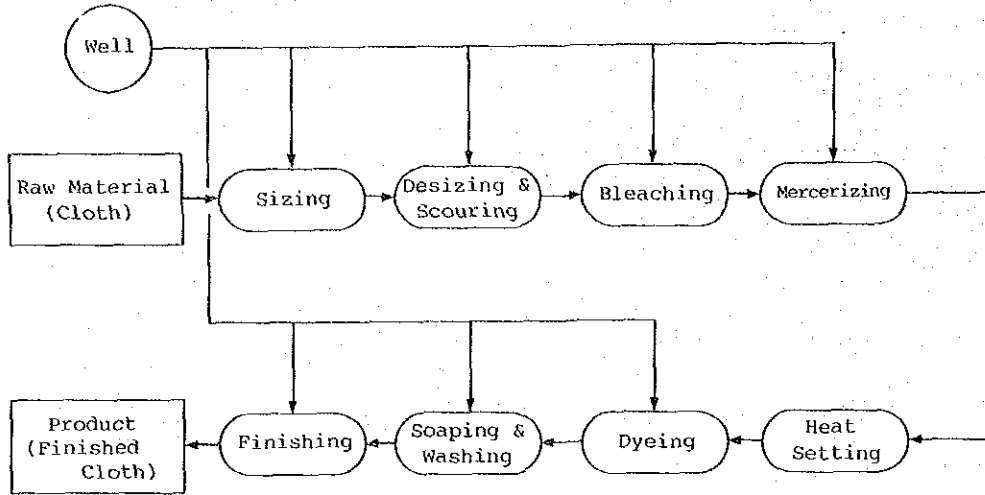 Well
Raw Material
(Cloth)
Sizing
Desizing &
Scouring
Bleaching
Mercerizing
Product
(Finished
Cloth)
Finishing
Soaping &
Washing
Dyeing
Heat
Setting